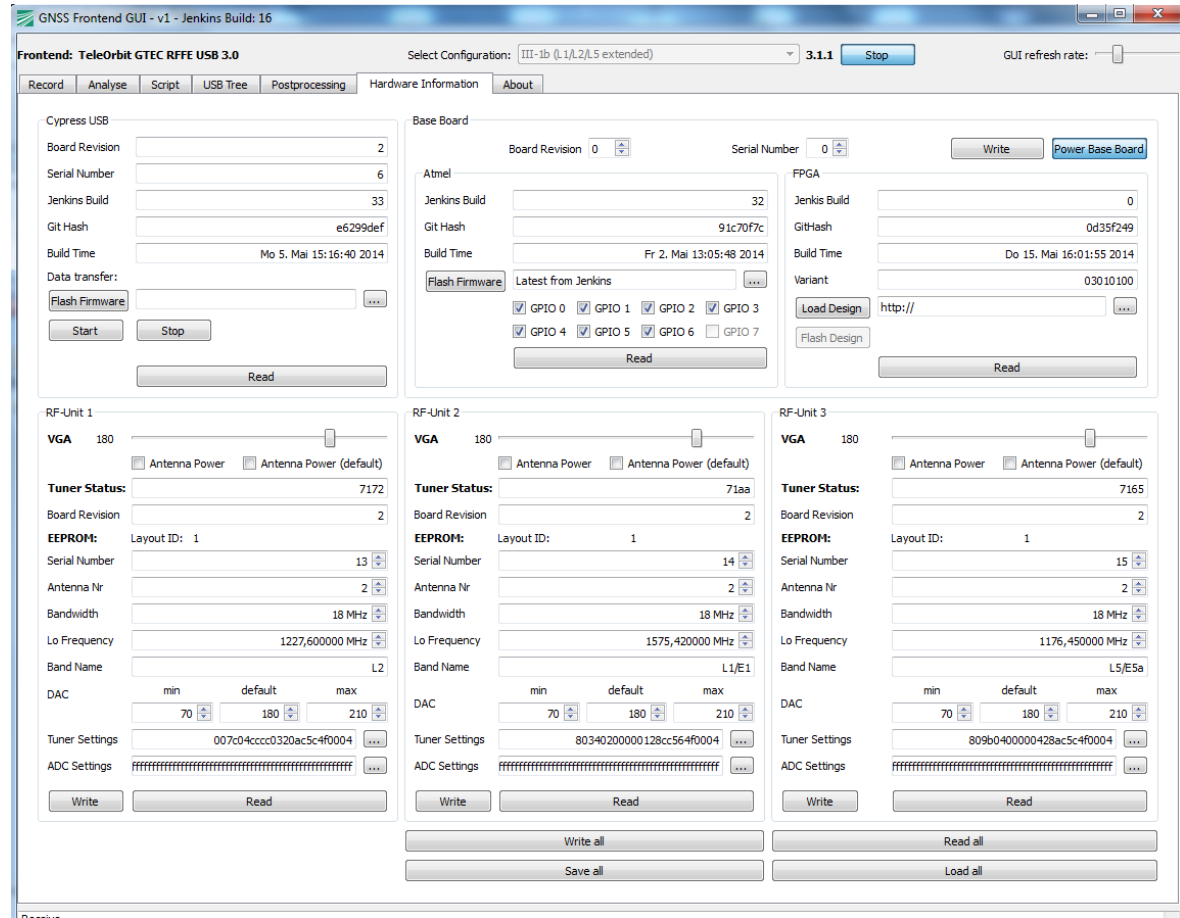 GNSS Frontend GUI - v1 - Jenkins Build: 16
Frontend: TeleOrbit GTEC RFFE USB 3.0 Select Configuration: III-1b (L1/L2/L5 extended) 3.1.1 Stop GUI refresh rate:
Record Analyse Script USB Tree Postprocessing Hardware Information About
Cypress USB
Board Revision 2
Serial Number 6
Jenkins Build 33
Git Hash e6299def
Build Time Mo 5. Mai 15:16:40 2014
Data transfer:
Flash Firmware ...
Start Stop
Read
Base Board
Board Revision 0 Serial Number 0 Write Power Base Board
Atmel
Jenkins Build 32
Git Hash 91c70f7c
Build Time Fr 2. Mai 13:05:48 2014
Flash Firmware Latest from Jenkins ...
GPIO 0 GPIO 1 GPIO 2 GPIO 3
GPIO 4 GPIO 5 GPIO 6 GPIO 7
Read
FPGA
Jenkis Build 0
GitHash 0d35f249
Build Time Do 15. Mai 16:01:55 2014
Variant 03010100
Load Design http:// ...
Flash Design
Read
RF-Unit 1
VGA 180
Antenna Power Antenna Power (default)
Tuner Status: 7172
Board Revision 2
EEPROM: Layout ID: 1
Serial Number 13
Antenna Nr 2
Bandwidth 18 MHz
Lo Frequency 1227,600000 MHz
Band Name L2
min default max
DAC 70 180 210
Tuner Settings 007c04cccc0320ac5c4f0004 ...
ADC Settings ...
Write Read
RF-Unit 2
VGA 180
Antenna Power Antenna Power (default)
Tuner Status: 71aa
Board Revision 2
EEPROM: Layout ID: 1
Serial Number 14
Antenna Nr 2
Bandwidth 18 MHz
Lo Frequency 1575,420000 MHz
Band Name L1/E1
min default max
DAC 70 180 210
Tuner Settings 80340200000128cc564f0004 ...
ADC Settings ...
Write Read
RF-Unit 3
VGA 180
Antenna Power Antenna Power (default)
Tuner Status: 7165
Board Revision 2
EEPROM: Layout ID: 1
Serial Number 15
Antenna Nr 2
Bandwidth 18 MHz
Lo Frequency 1176,450000 MHz
Band Name L5/E5a
min default max
DAC 70 180 210
Tuner Settings 809b0400000428ac5c4f0004 ...
ADC Settings ...
Write Read
Write all Read all
Save all Load all